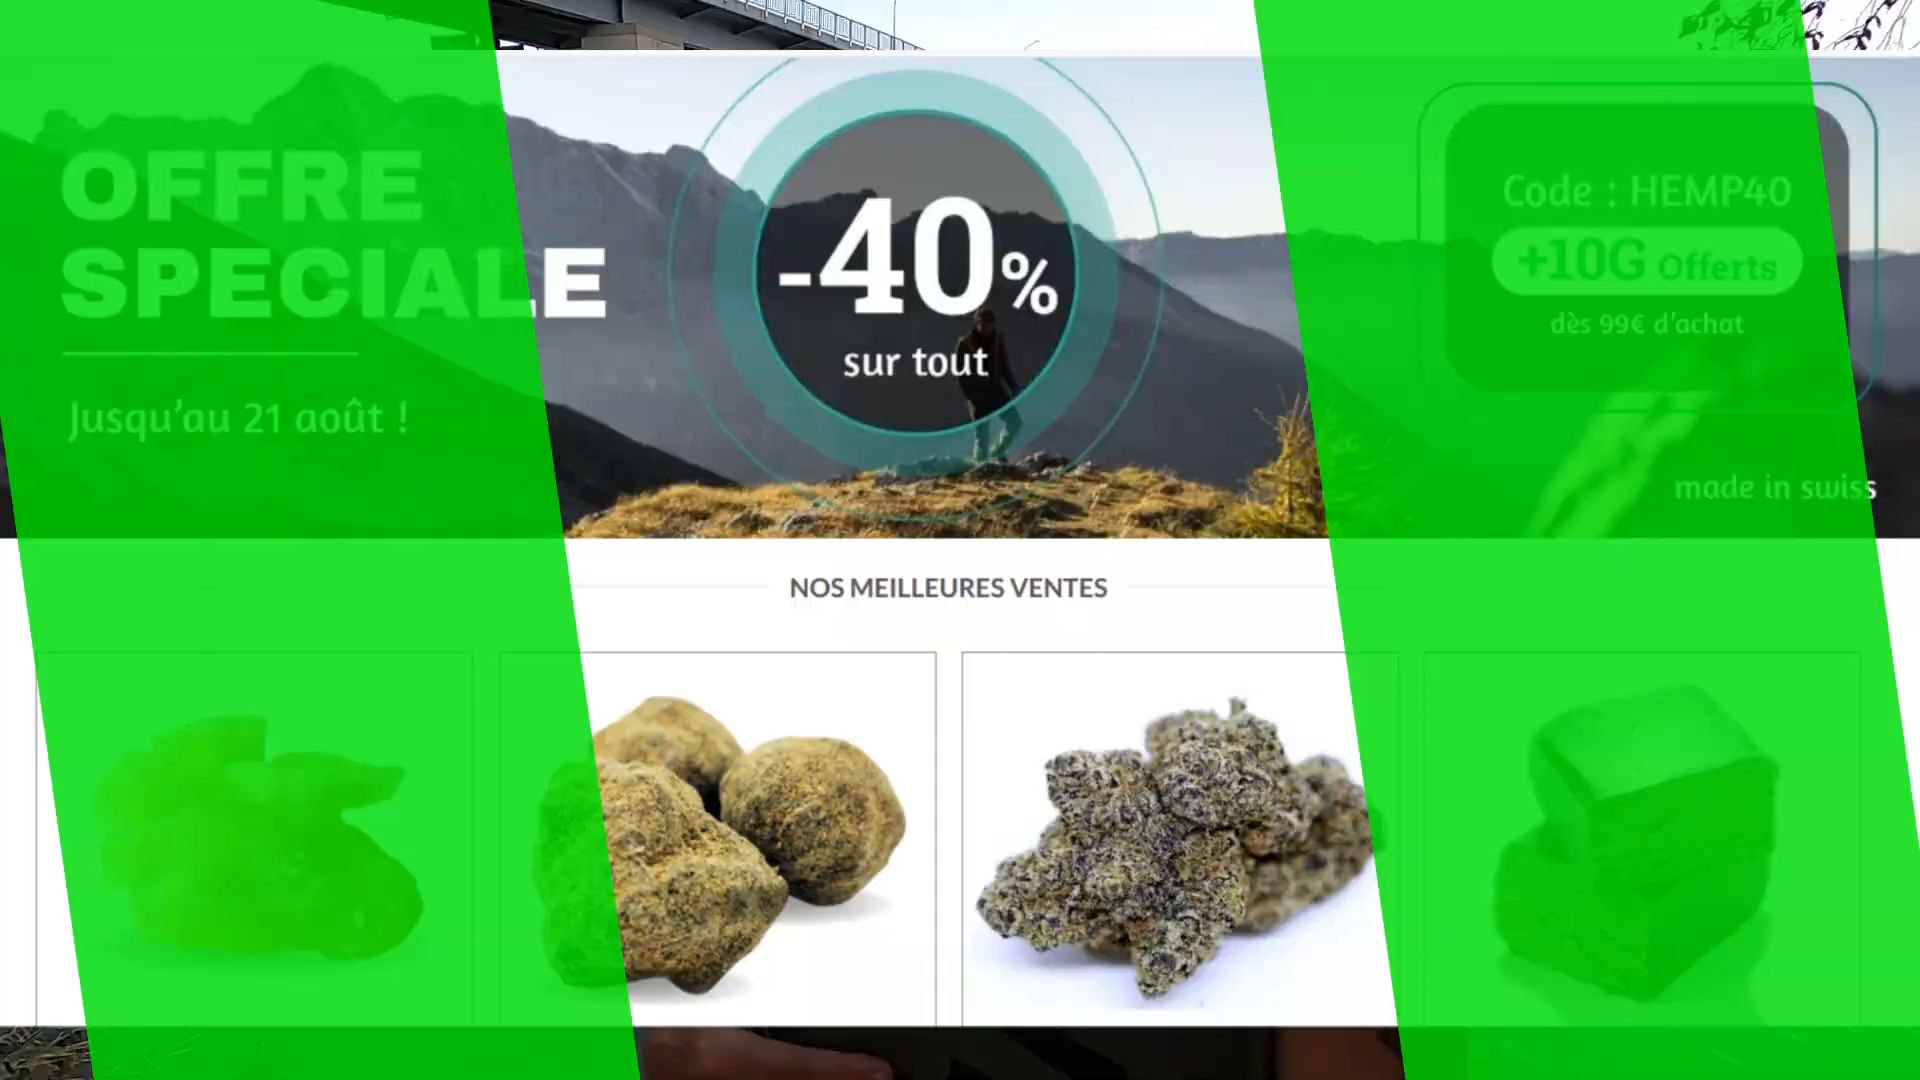 OFFRE
SPECIALE
Jusqu’au 21 août !
-40%
sur tout
Code : HEMP40
+10G Offerts
dès 99€ d’achat
made in swiss
NOS MEILLEURES VENTES